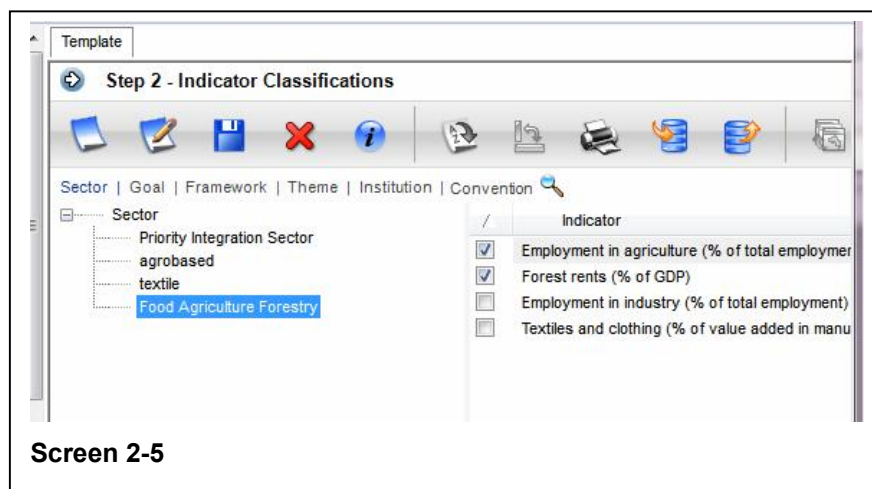 Template
Step 2 - Indicator Classifications
Sector | Goal | Framework | Theme | Institution | Convention
Sector
Priority Integration Sector
agrobased
textile
Food Agriculture Forestry
/ Indicator
Employment in agriculture (% of total employmer
Forest rents (% of GDP)
Employment in industry (% of total employment)
Textiles and clothing (% of value added in manu
Screen 2-5